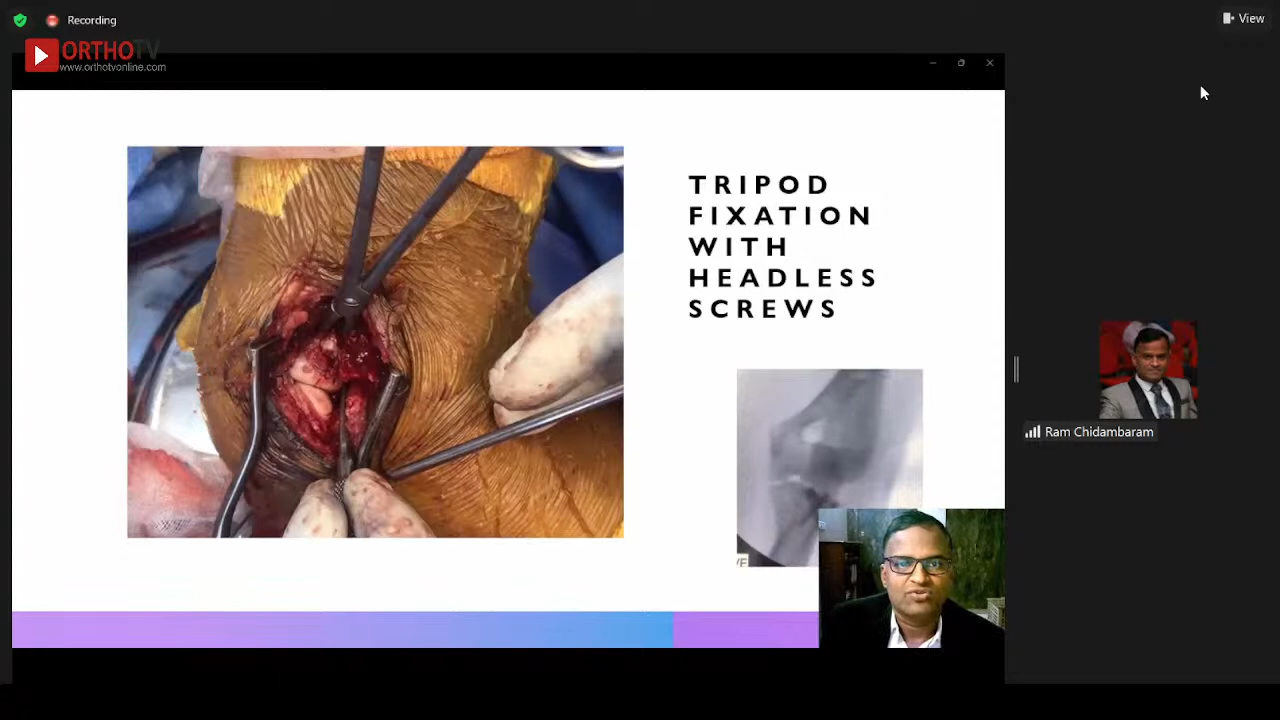 Recording
View
ORTHOTV
www.orthotvonline.com
TRIPOD
FIXATION
WITH
HEADLESS
SCREWS
Ram Chidambaram